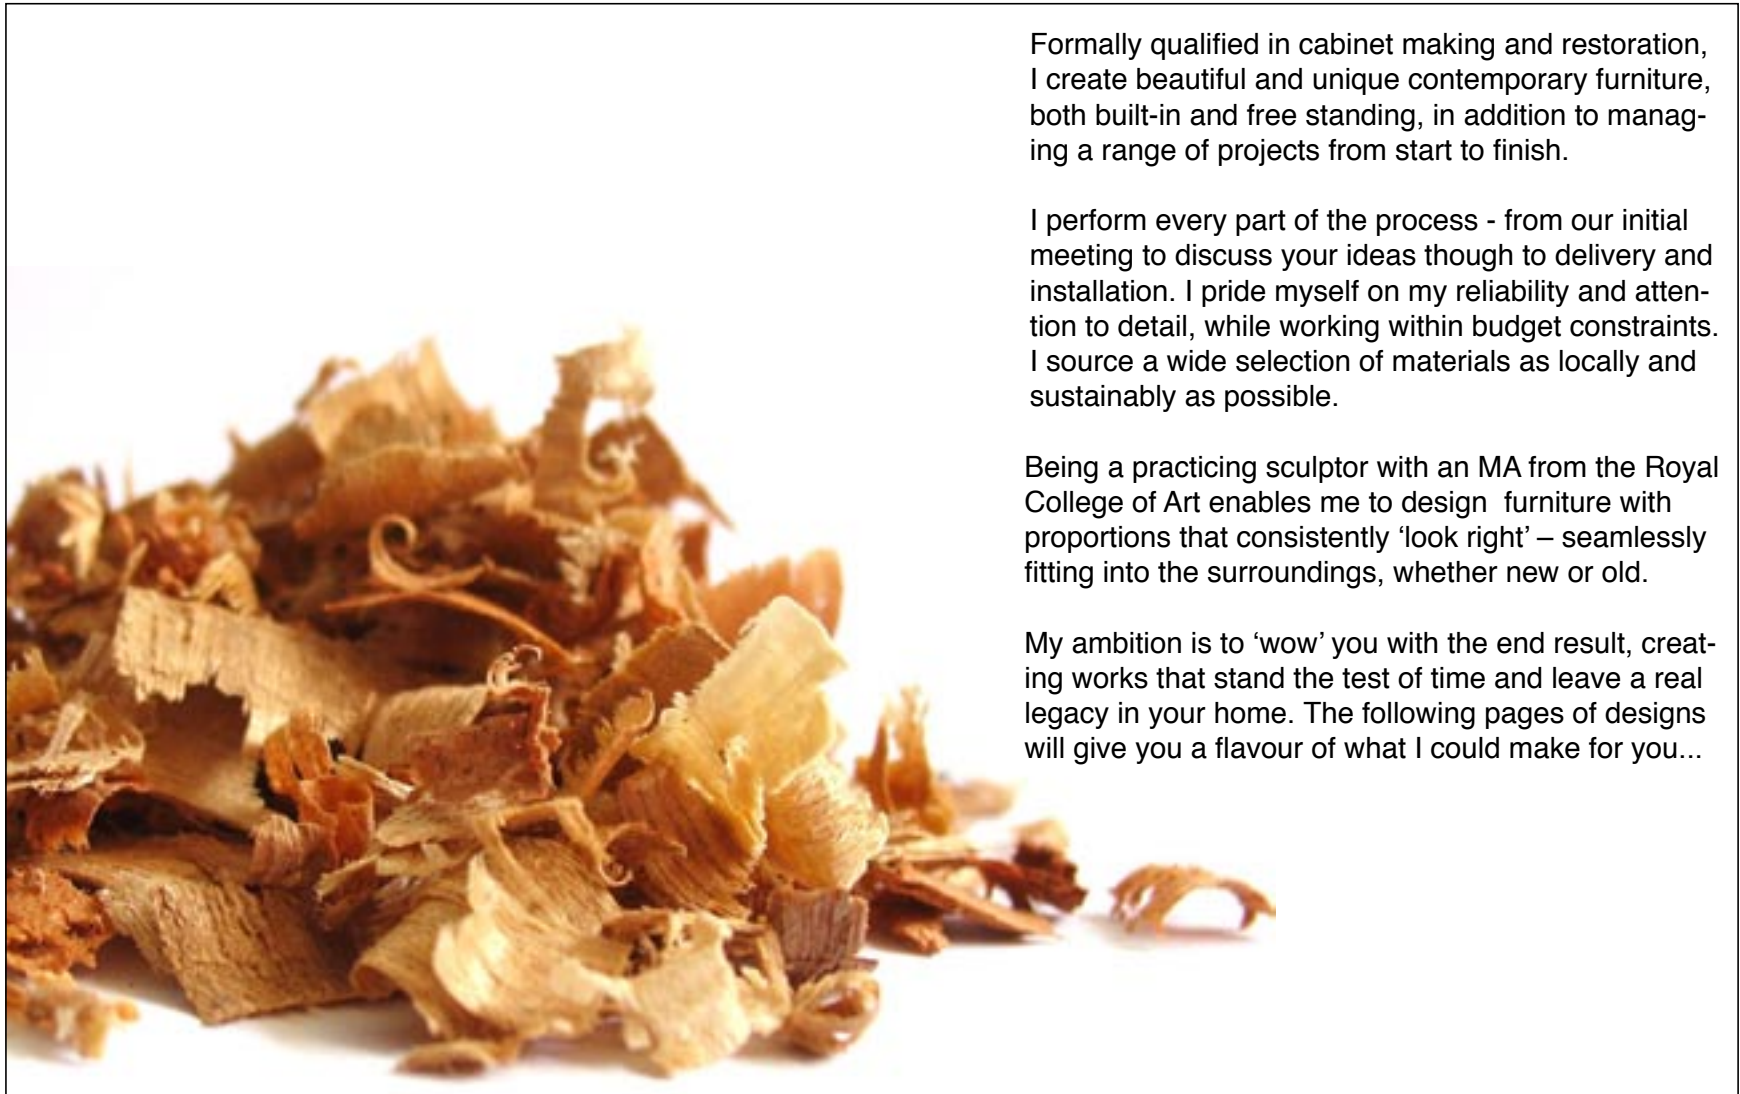 Formally qualified in cabinet making and restoration,
I create beautiful and unique contemporary furniture,
both built-in and free standing, in addition to manag-
ing a range of projects from start to finish.
I perform every part of the process - from our initial
meeting to discuss your ideas though to delivery and
installation. I pride myself on my reliability and atten-
tion to detail, while working within budget constraints.
I source a wide selection of materials as locally and
sustainably as possible.
Being a practicing sculptor with an MA from the Royal
College of Art enables me to design  furniture with
proportions that consistently ‘look right’ – seamlessly
fitting into the surroundings, whether new or old.
My ambition is to ‘wow’ you with the end result, creat-
ing works that stand the test of time and leave a real
legacy in your home. The following pages of designs
will give you a flavour of what I could make for you...